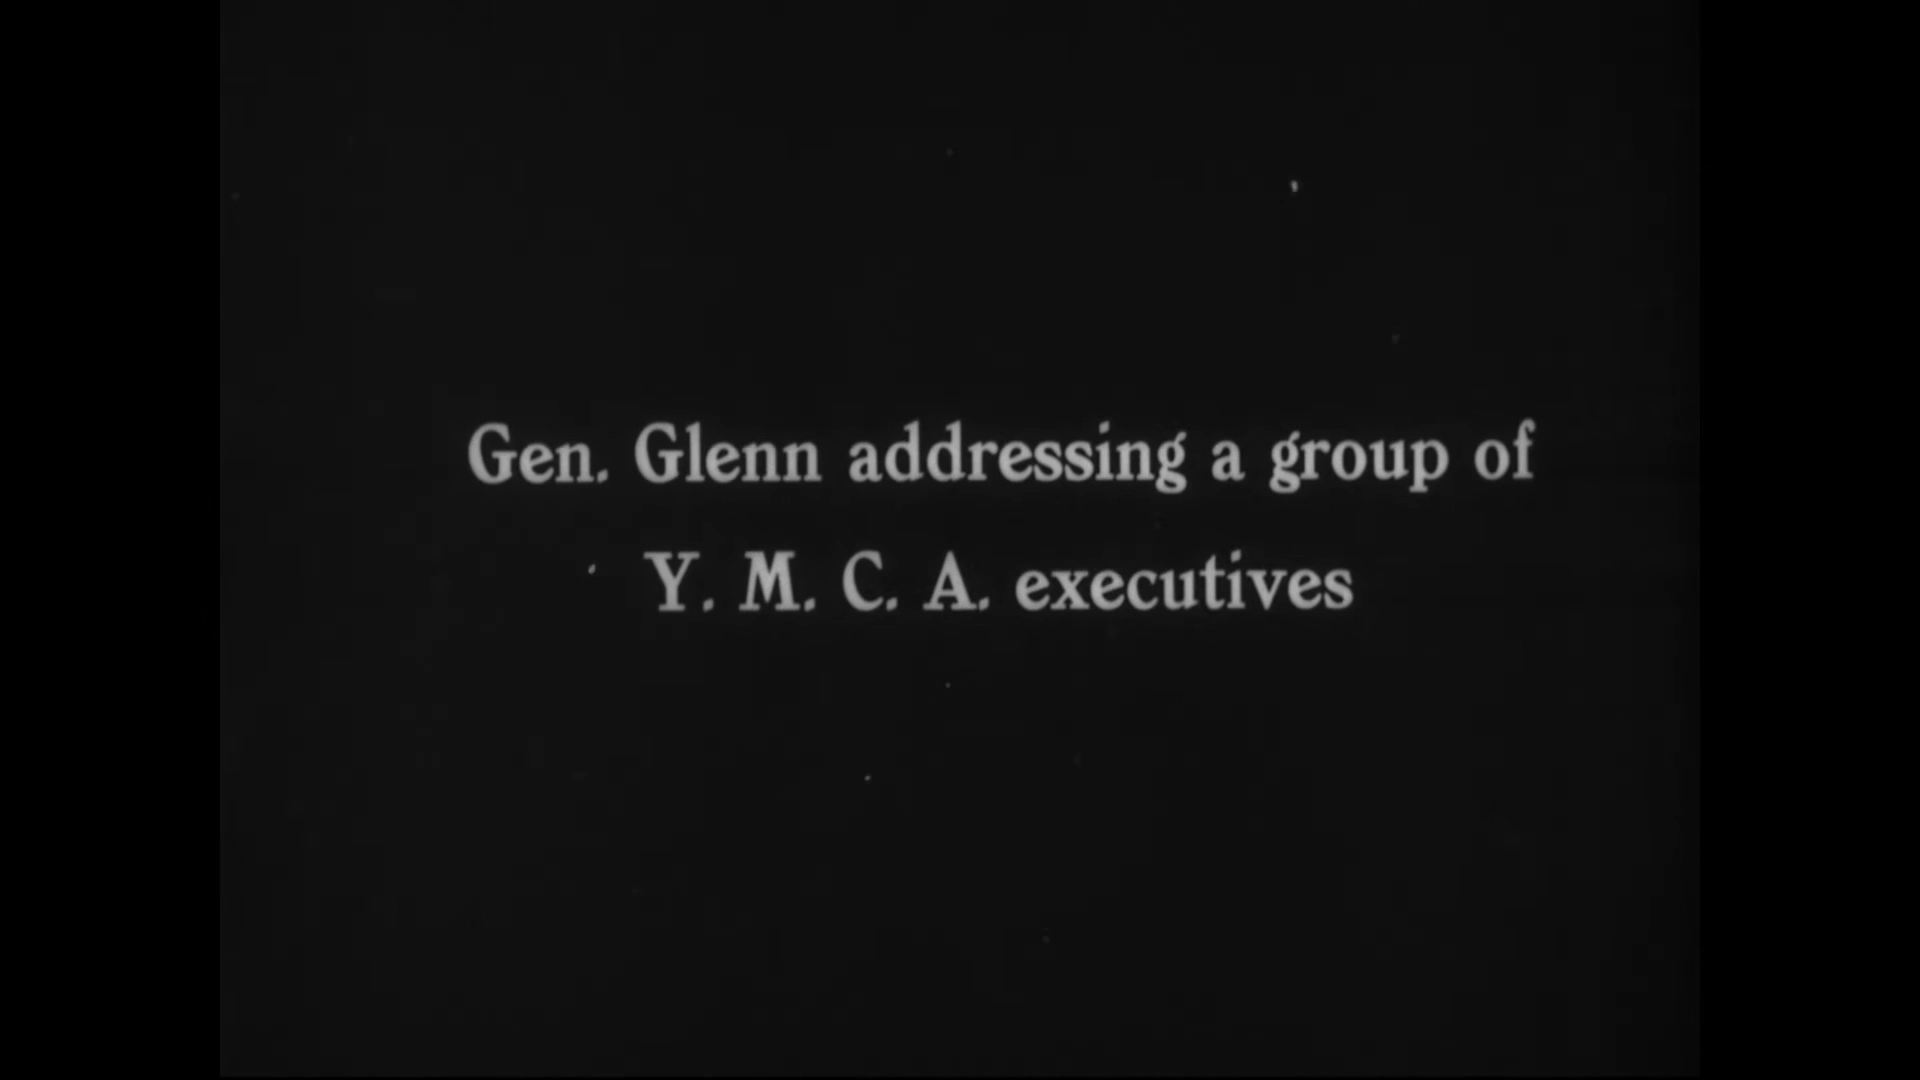 Gen. Glenn addressing a group of
Y. M. C. A. executives